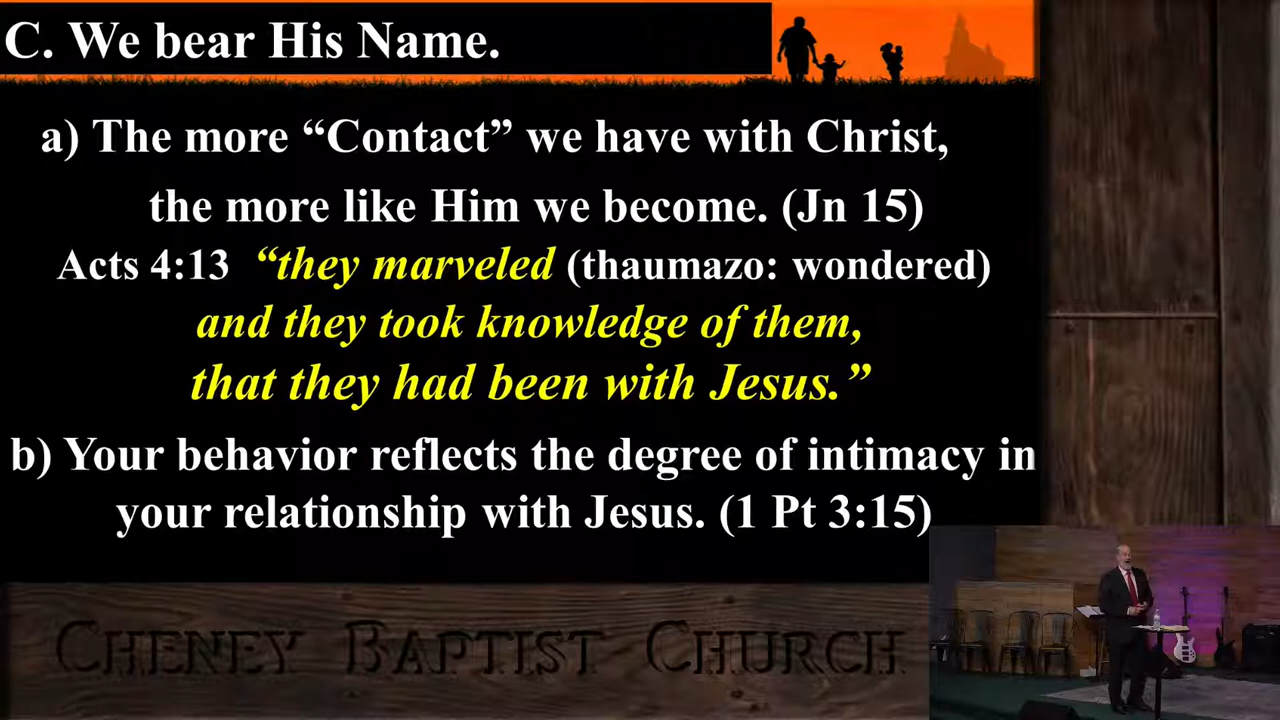 C. We bear His Name.
a) The more “Contact” we have with Christ,
the more like Him we become. (Jn 15)
Acts 4:13 “they marveled (thaumazo: wondered)
and they took knowledge of them,
that they had been with Jesus.”
b) Your behavior reflects the degree of intimacy in
your relationship with Jesus. (1 Pt 3:15)
CHENEY BAPTIST CHURCH